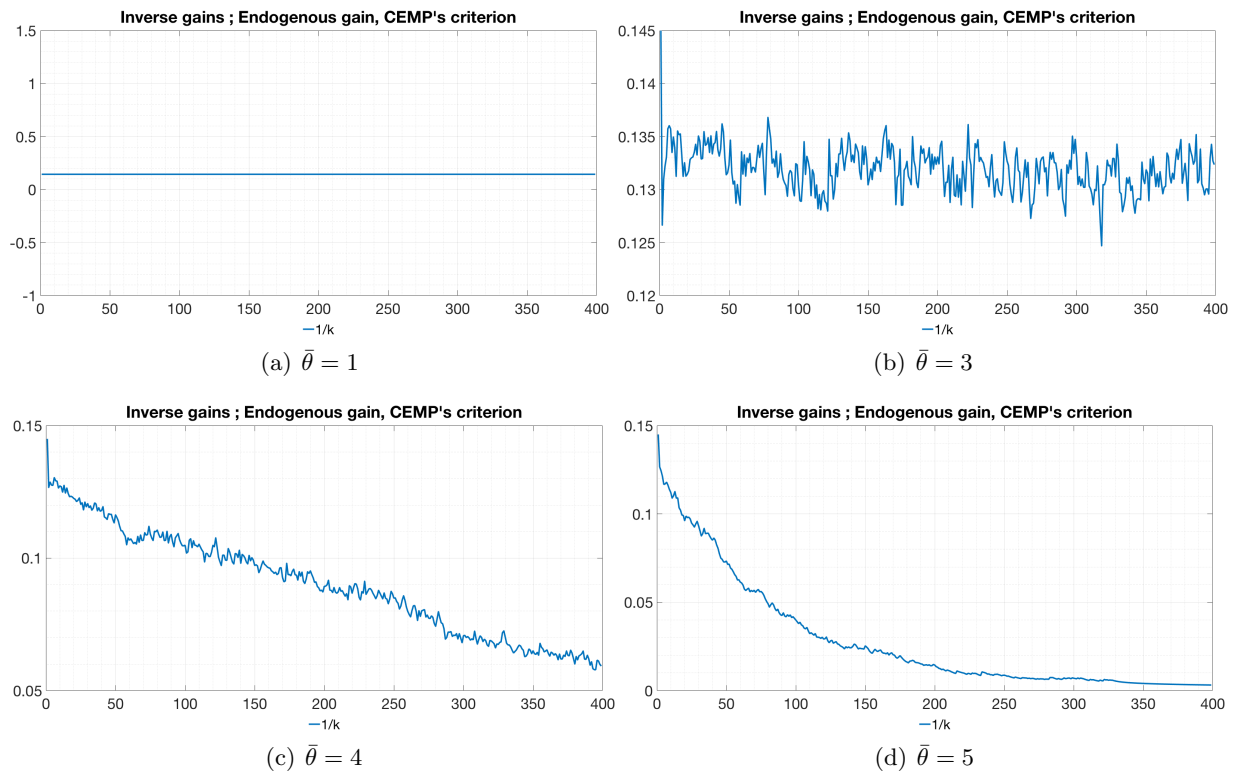 Inverse gains ; Endogenous gain, CEMP's criterion
1.5
1
0.5
0
-0.5
-1
0 50 100 150 200 250 300 350 400
1/k
(a) θ̄ = 1
Inverse gains ; Endogenous gain, CEMP's criterion
0.145
0.14
0.135
0.13
0.125
0.12
0 50 100 150 200 250 300 350 400
1/k
(b) θ̄ = 3
Inverse gains ; Endogenous gain, CEMP's criterion
0.15
0.1
0.05
0 50 100 150 200 250 300 350 400
1/k
(c) θ̄ = 4
Inverse gains ; Endogenous gain, CEMP's criterion
0.15
0.1
0.05
0
0 50 100 150 200 250 300 350 400
1/k
(d) θ̄ = 5